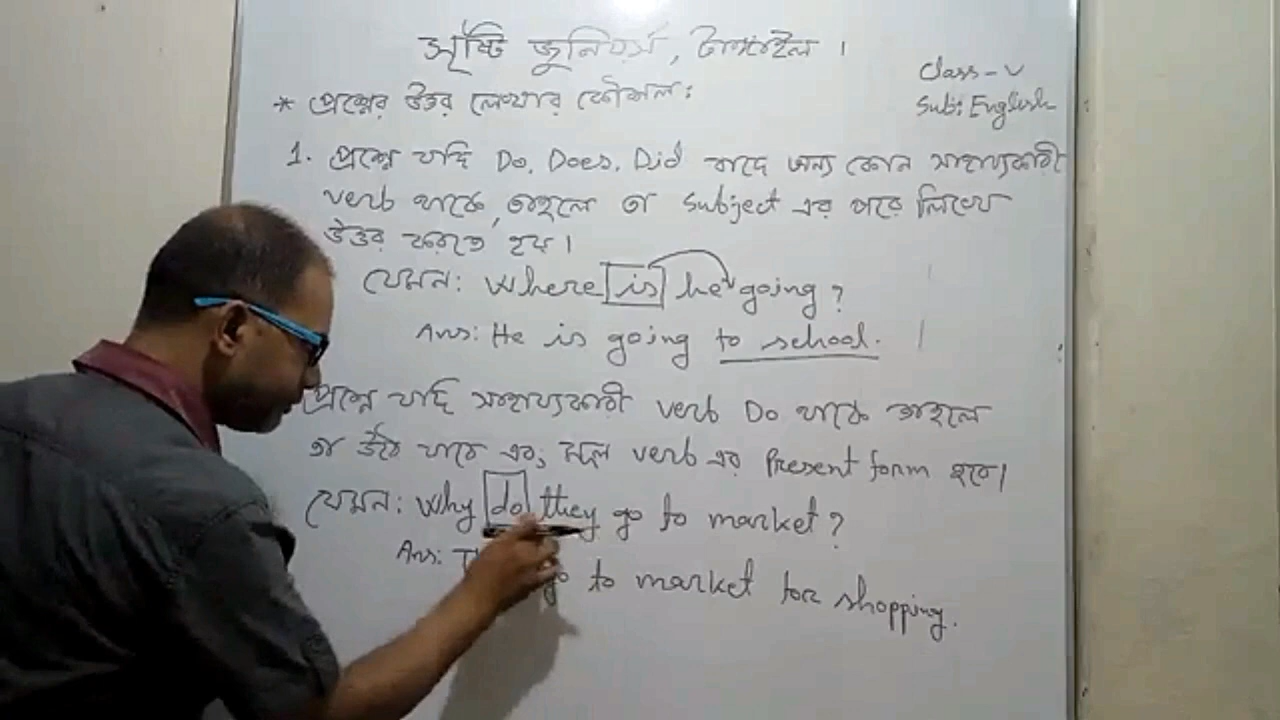 সৃষ্টি জুনিয়র্স, টাঙ্গাইল।
Class-V
Sub: English
* প্রশ্নের উত্তর লেখার কৌশল:
1. প্রশ্নে যদি Do, Does, Did বাদে অন্য কোন সাহায্যকারী
verb থাকে, তাহলে তা Subject এর পরে লিখে
উত্তর করতে হয়।
যেমন: Where is he going?
Ans: He is going to school.
প্রশ্নে যদি সাহায্যকারী verb Do থাকে তাহলে
তা উঠে যাবে এবং মূল verb এর Present form হবে।
যেমন: Why do they go to market?
Ans: go to market for shopping.